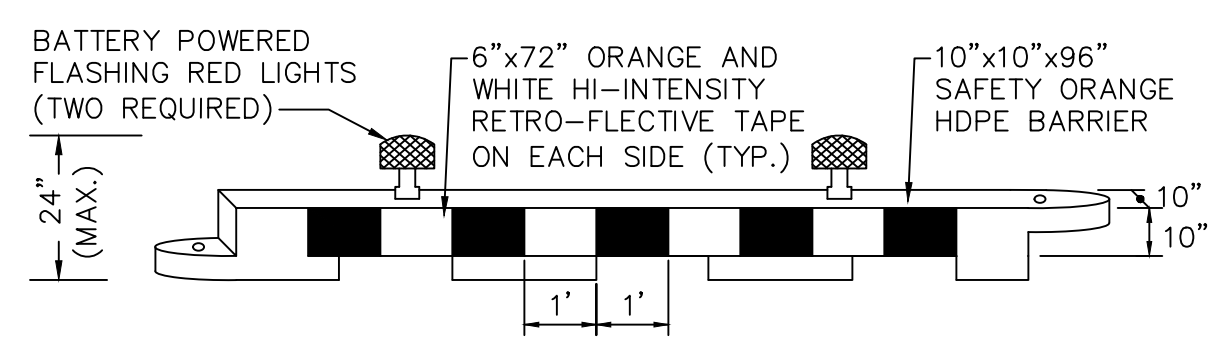 BATTERY POWERED
FLASHING RED LIGHTS
(TWO REQUIRED)
6"x72" ORANGE AND
WHITE HI-INTENSITY
RETRO-FLECTIVE TAPE
ON EACH SIDE (TYP.)
10"x10"x96"
SAFETY ORANGE
HDPE BARRIER
24"
(MAX.)
10"
10"
1'
1'